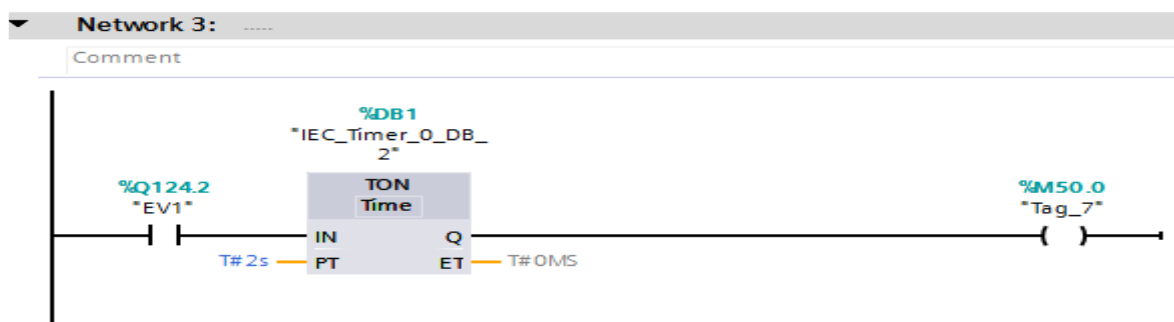 Network 3: .....
Comment
%DB1
"IEC_Timer_0_DB_
2"
%Q124.2
"EV1"
TON
Time
%M50.0
"Tag_7"
IN Q
T#2s PT ET T#0MS